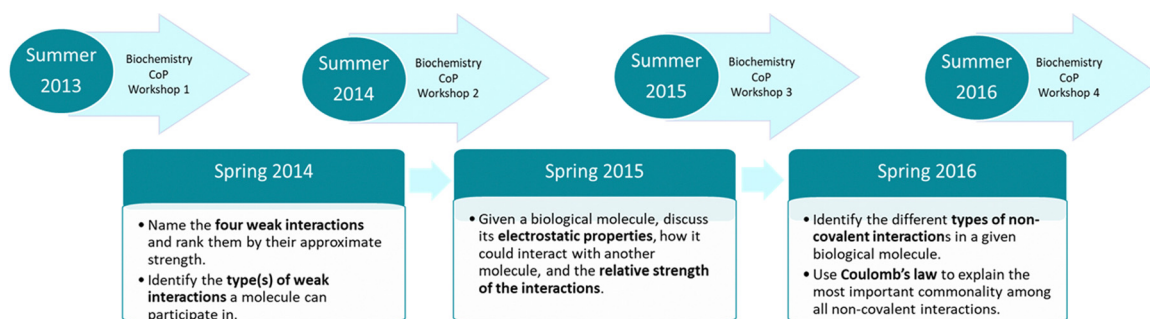 Summer
2013
Biochemistry
CoP
Workshop 1
Summer
2014
Biochemistry
CoP
Workshop 2
Summer
2015
Biochemistry
CoP
Workshop 3
Summer
2016
Biochemistry
CoP
Workshop 4
Spring 2014
• Name the four weak interactions
and rank them by their approximate
strength.
• Identify the type(s) of weak
interactions a molecule can
participate in.
Spring 2015
• Given a biological molecule, discuss
its electrostatic properties, how it
could interact with another
molecule, and the relative strength
of the interactions.
Spring 2016
• Identify the different types of non-
covalent interactions in a given
biological molecule.
• Use Coulomb's law to explain the
most important commonality among
all non-covalent interactions.